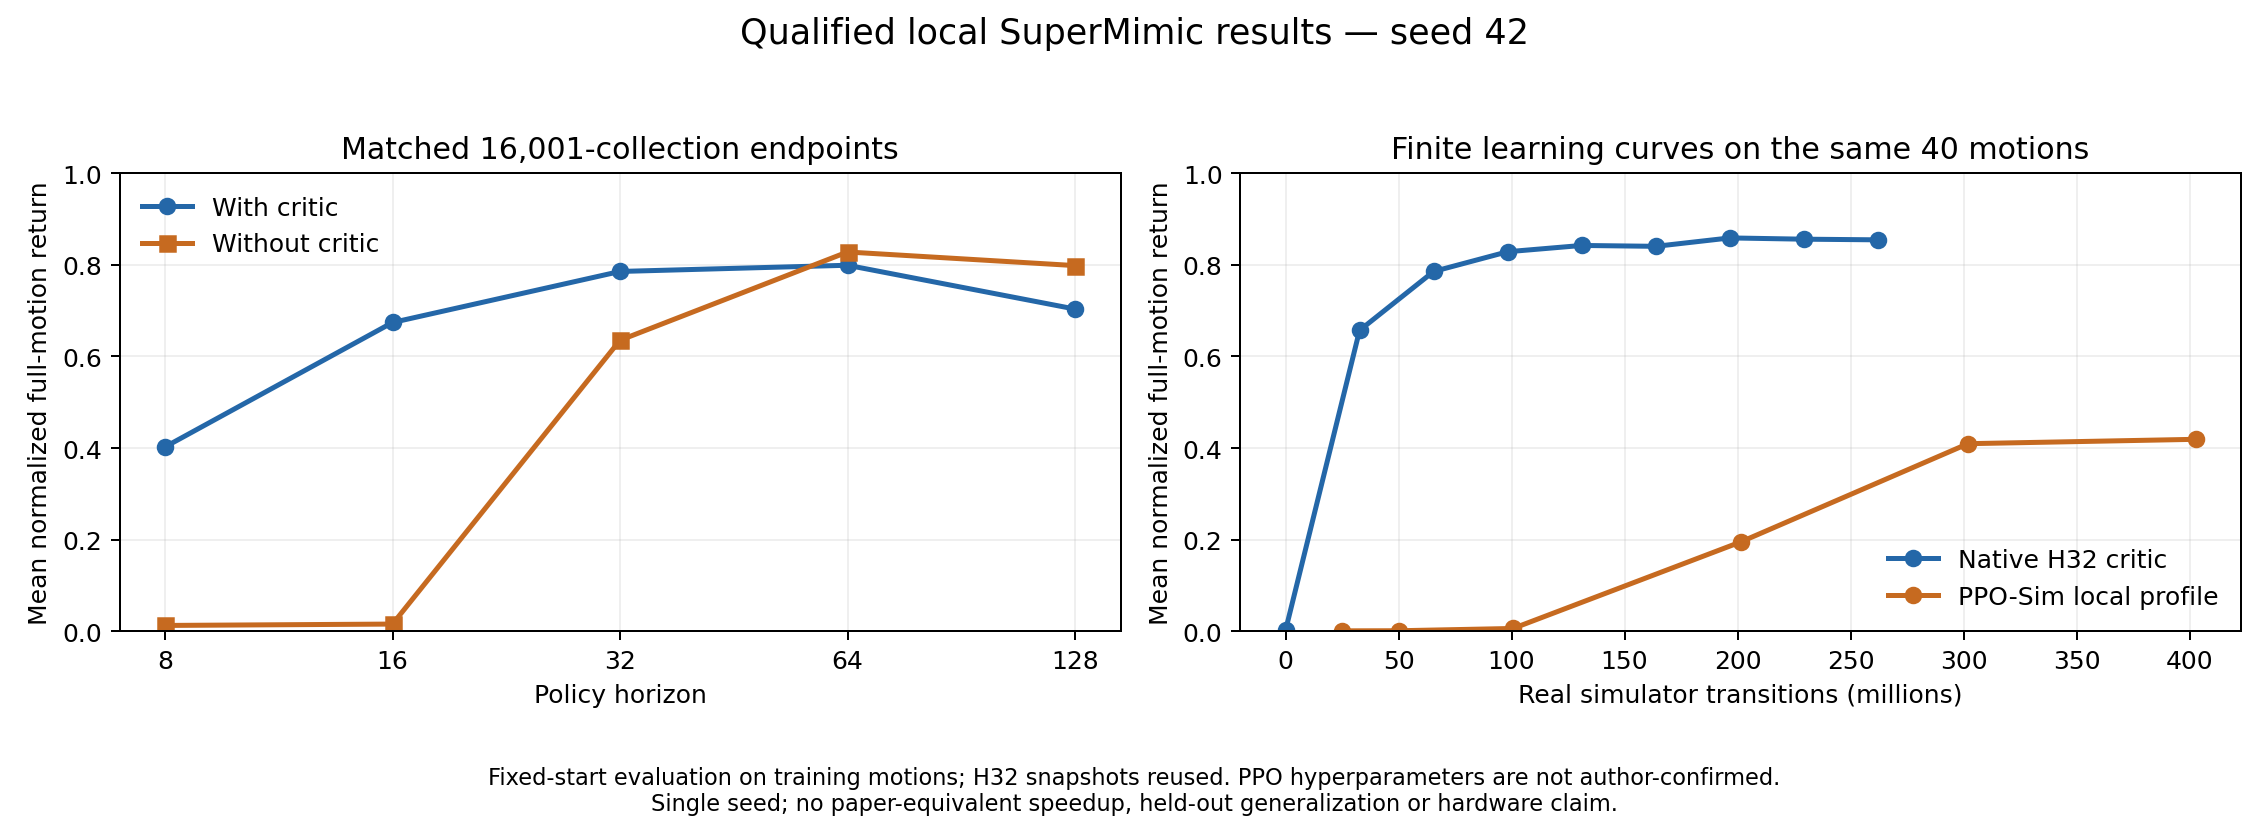 Qualified local SuperMimic results — seed 42
Matched 16,001-collection endpoints
Mean normalized full-motion return
1.0
0.8
0.6
0.4
0.2
0.0
With critic
Without critic
8 16 32 64 128
Policy horizon
Finite learning curves on the same 40 motions
Mean normalized full-motion return
1.0
0.8
0.6
0.4
0.2
0.0
Native H32 critic
PPO-Sim local profile
0 50 100 150 200 250 300 350 400
Real simulator transitions (millions)
Fixed-start evaluation on training motions; H32 snapshots reused. PPO hyperparameters are not author-confirmed.
Single seed; no paper-equivalent speedup, held-out generalization or hardware claim.